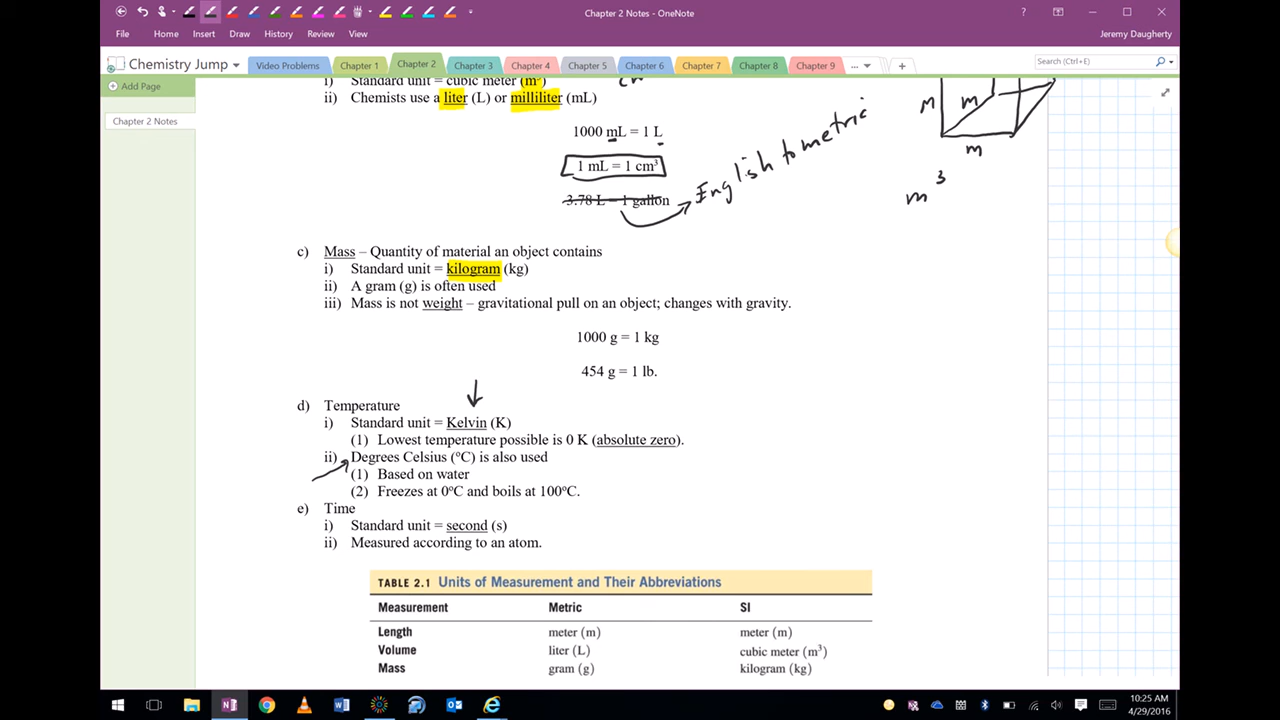 Chapter 2 Notes - OneNote
Jeremy Daugherty
File Home Insert Draw History Review View
Chemistry Jump
Video Problems Chapter 1 Chapter 2 Chapter 3 Chapter 4 Chapter 5 Chapter 6 Chapter 7 Chapter 8 Chapter 9 ...
Search (Ctrl+E)
Add Page
Chapter 2 Notes
i) Standard unit = cubic meter (m³)
ii) Chemists use a liter (L) or milliliter (mL)
1000 mL = 1 L
1 mL = 1 cm³
3.78 L = 1 gallon
English to metric
m m
m
m³
c) Mass – Quantity of material an object contains
i) Standard unit = kilogram (kg)
ii) A gram (g) is often used
iii) Mass is not weight – gravitational pull on an object; changes with gravity.
1000 g = 1 kg
454 g = 1 lb.
d) Temperature
i) Standard unit = Kelvin (K)
(1) Lowest temperature possible is 0 K (absolute zero).
ii) Degrees Celsius (°C) is also used
(1) Based on water
(2) Freezes at 0°C and boils at 100°C.
e) Time
i) Standard unit = second (s)
ii) Measured according to an atom.
TABLE 2.1 Units of Measurement and Their Abbreviations
Measurement Metric SI
Length meter (m) meter (m)
Volume liter (L) cubic meter (m³)
Mass gram (g) kilogram (kg)
10:25 AM
4/29/2016